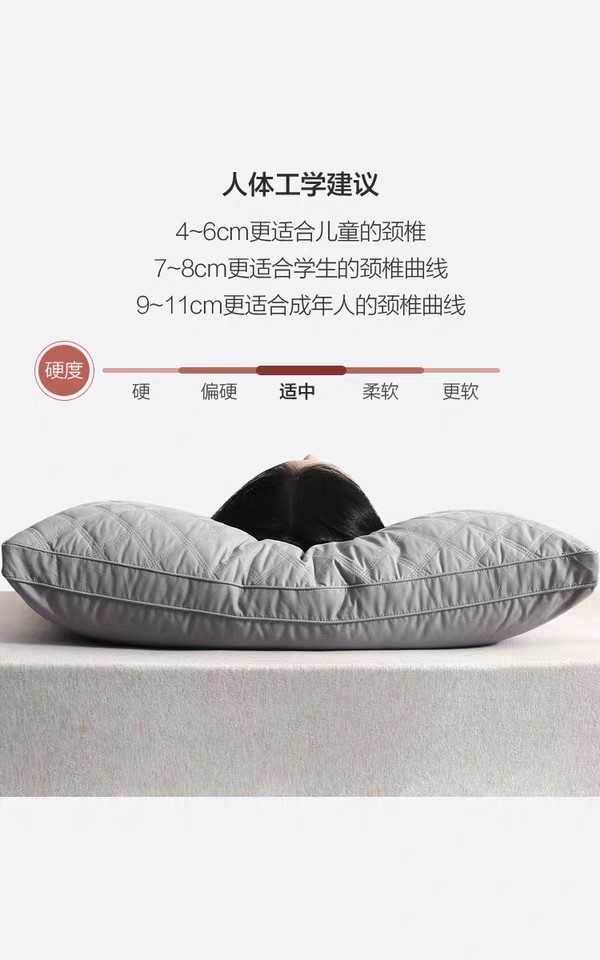 人体工学建议
4~6cm更适合儿童的颈椎
7~8cm更适合学生的颈椎曲线
9~11cm更适合成年人的颈椎曲线
硬度
硬 偏硬 适中 柔软 更软